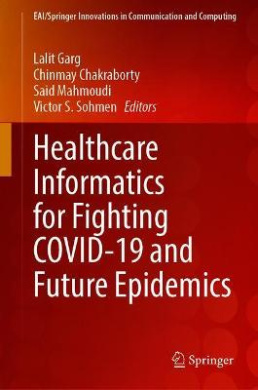 EAI/Springer Innovations in Communication and Computing
Lalit Garg
Chinmay Chakraborty
Saïd Mahmoudi
Victor S. Sohmen Editors
Healthcare
Informatics
for Fighting
COVID-19 and
Future Epidemics
Springer